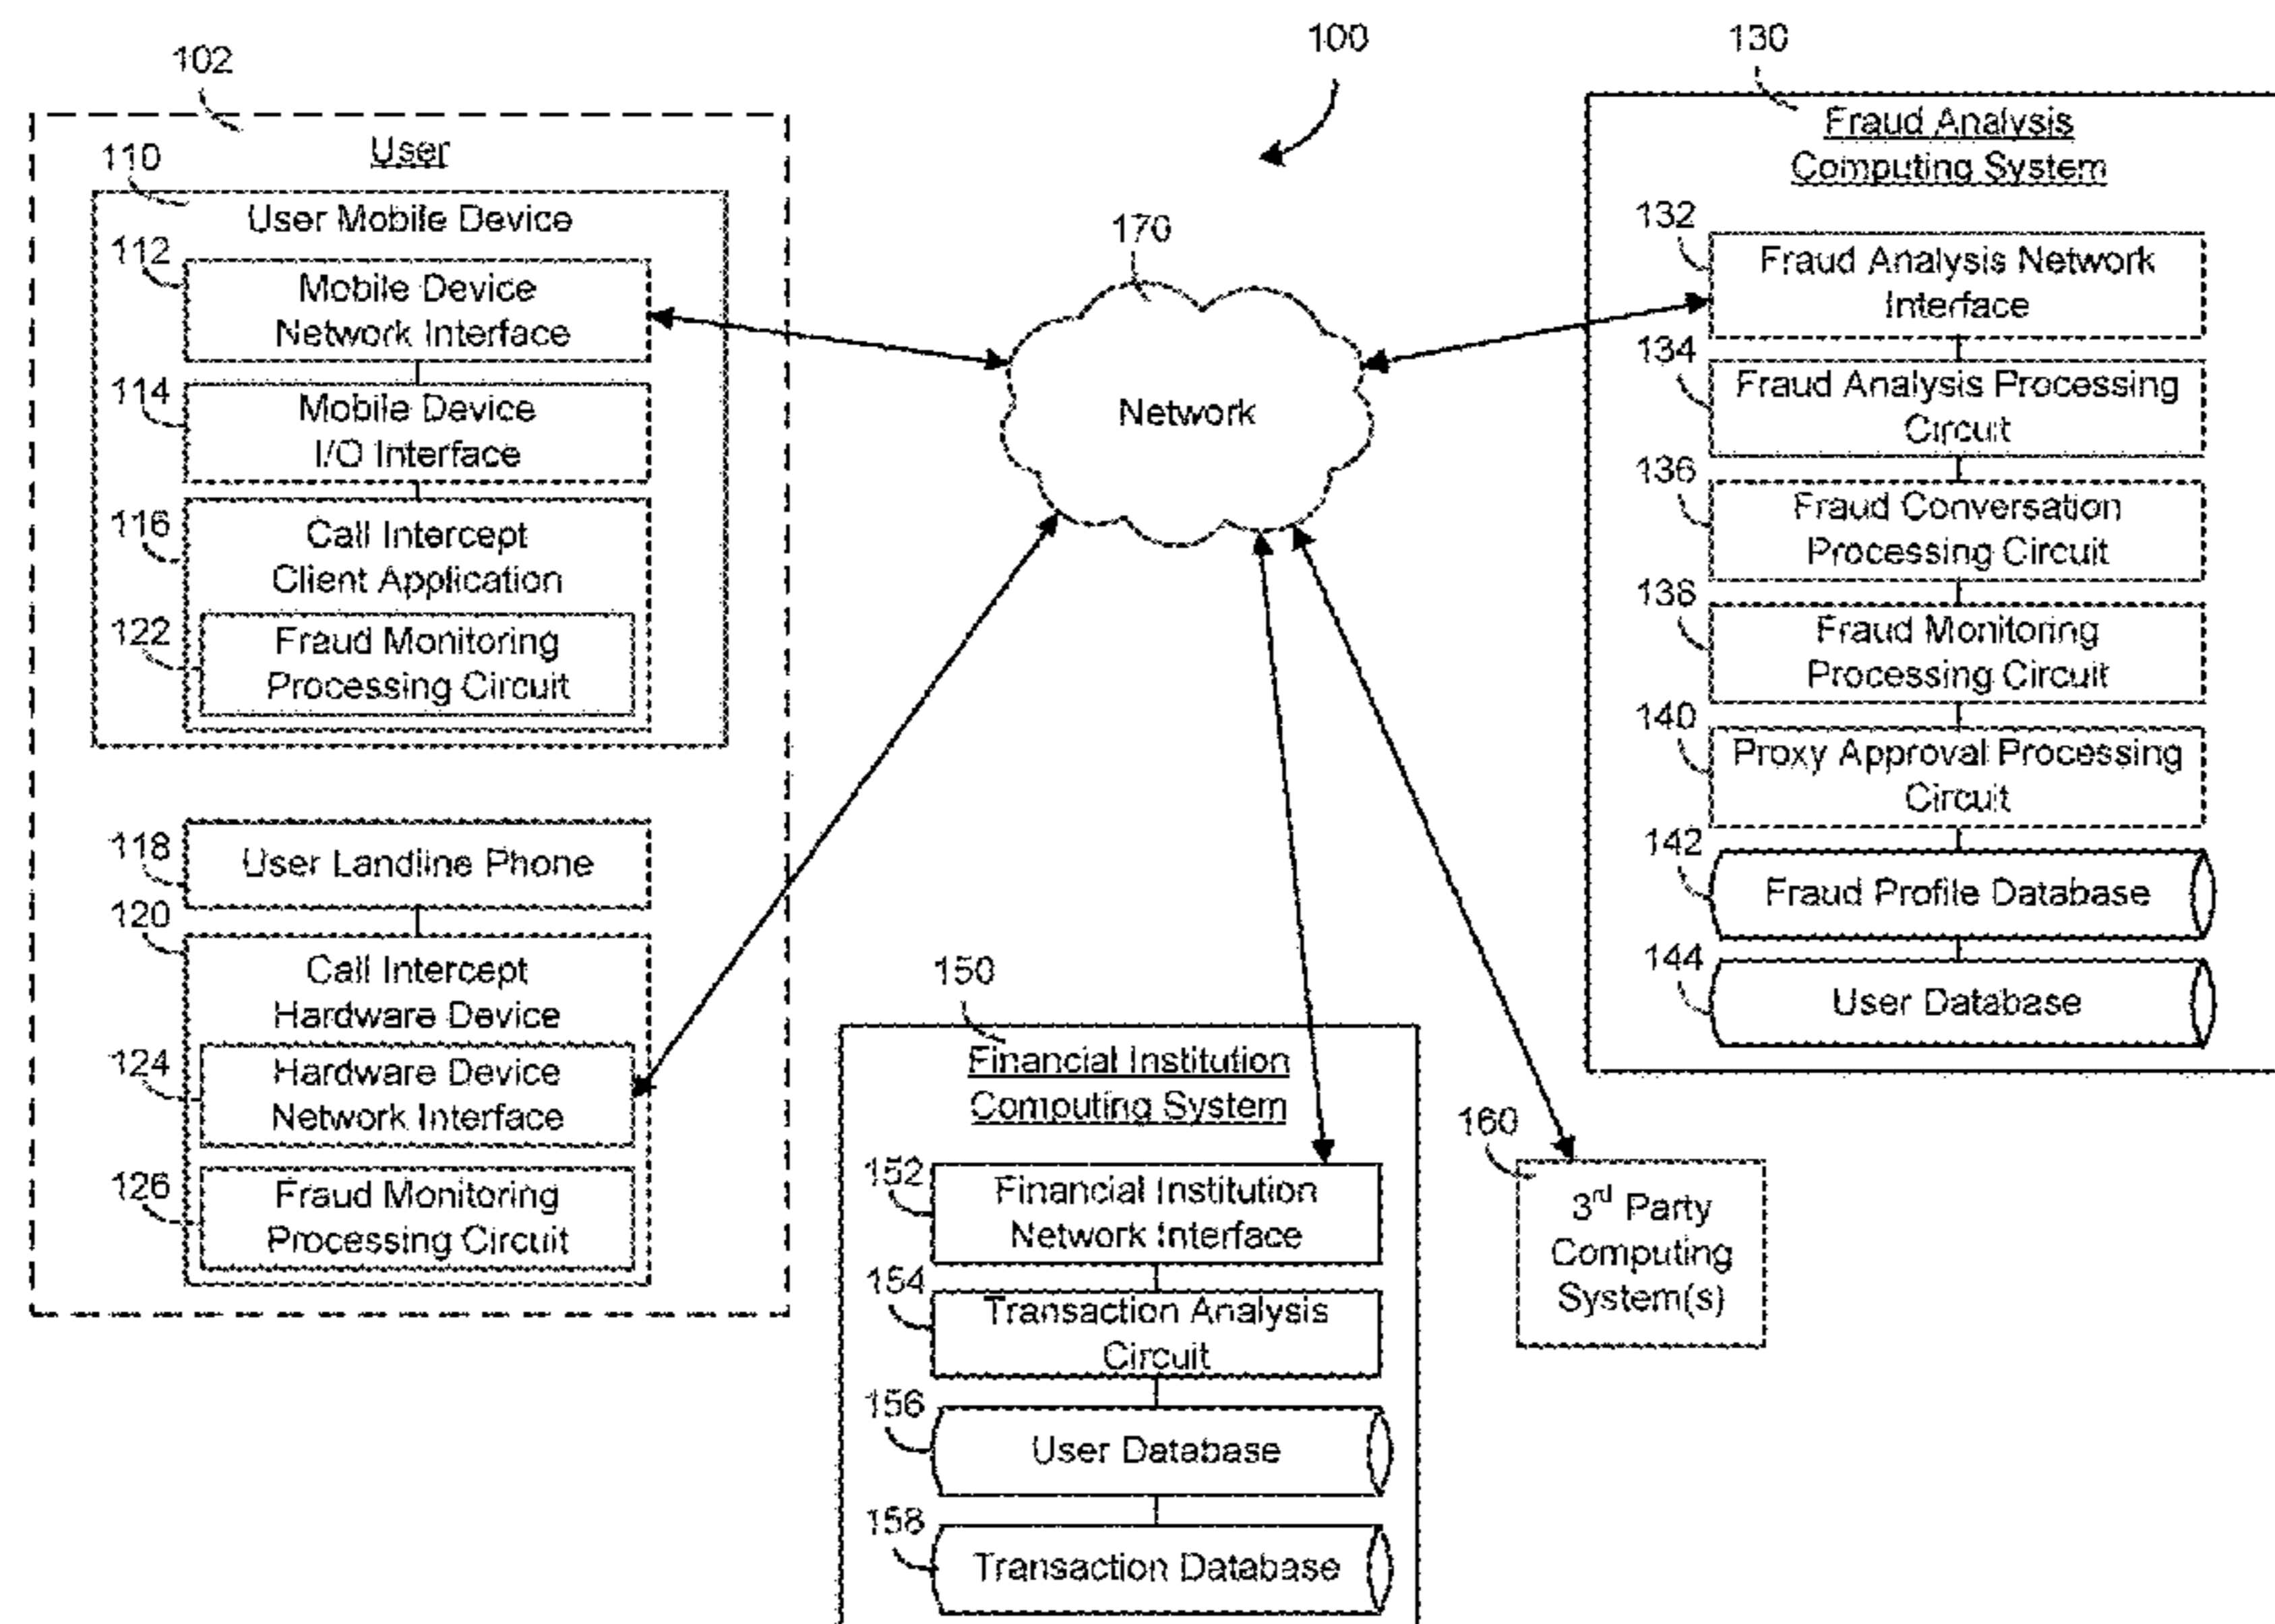 100
102
User
110
User Mobile Device
112
Mobile Device
Network Interface
114
Mobile Device
I/O Interface
116
Call Intercept
Client Application
122
Fraud Monitoring
Processing Circuit
118
User Landline Phone
120
Call Intercept
Hardware Device
124
Hardware Device
Network Interface
126
Fraud Monitoring
Processing Circuit
170
Network
130
Fraud Analysis
Computing System
132
Fraud Analysis Network
Interface
134
Fraud Analysis Processing
Circuit
136
Fraud Conversation
Processing Circuit
138
Fraud Monitoring
Processing Circuit
140
Proxy Approval Processing
Circuit
142
Fraud Profile Database
144
User Database
150
Financial Institution
Computing System
152
Financial Institution
Network Interface
154
Transaction Analysis
Circuit
156
User Database
158
Transaction Database
160
3rd Party
Computing
System(s)